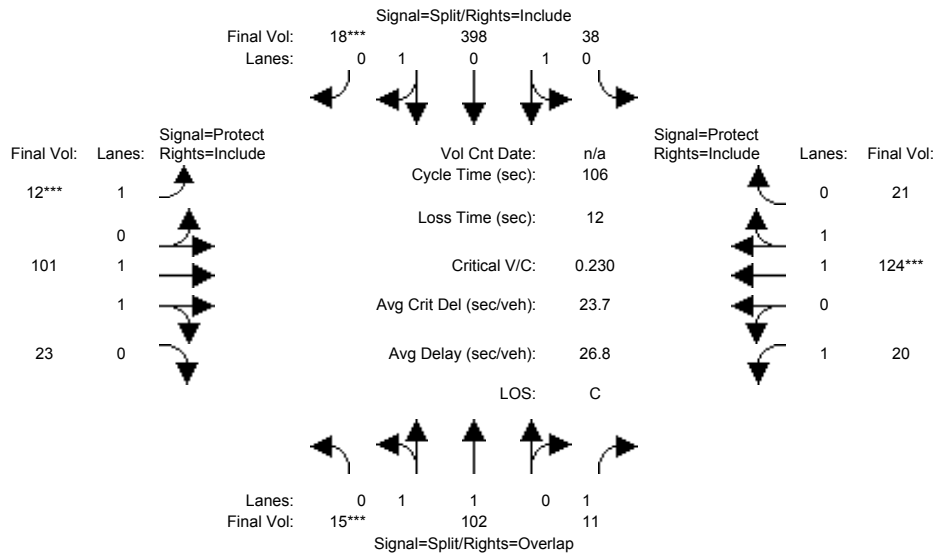 Signal=Split/Rights=Include
Final Vol: 18*** 398 38
Lanes: 0 1 0 1 0
Signal=Protect Signal=Protect
Final Vol: Lanes: Rights=Include Vol Cnt Date: n/a Rights=Include Lanes: Final Vol:
Cycle Time (sec): 106
12*** 1 0 21
Loss Time (sec): 12
0 1
101 1 Critical V/C: 0.230 1 124***
1 Avg Crit Del (sec/veh): 23.7 0
23 0 Avg Delay (sec/veh): 26.8 1 20
LOS: C
Lanes: 0 1 1 0 1
Final Vol: 15*** 102 11
Signal=Split/Rights=Overlap